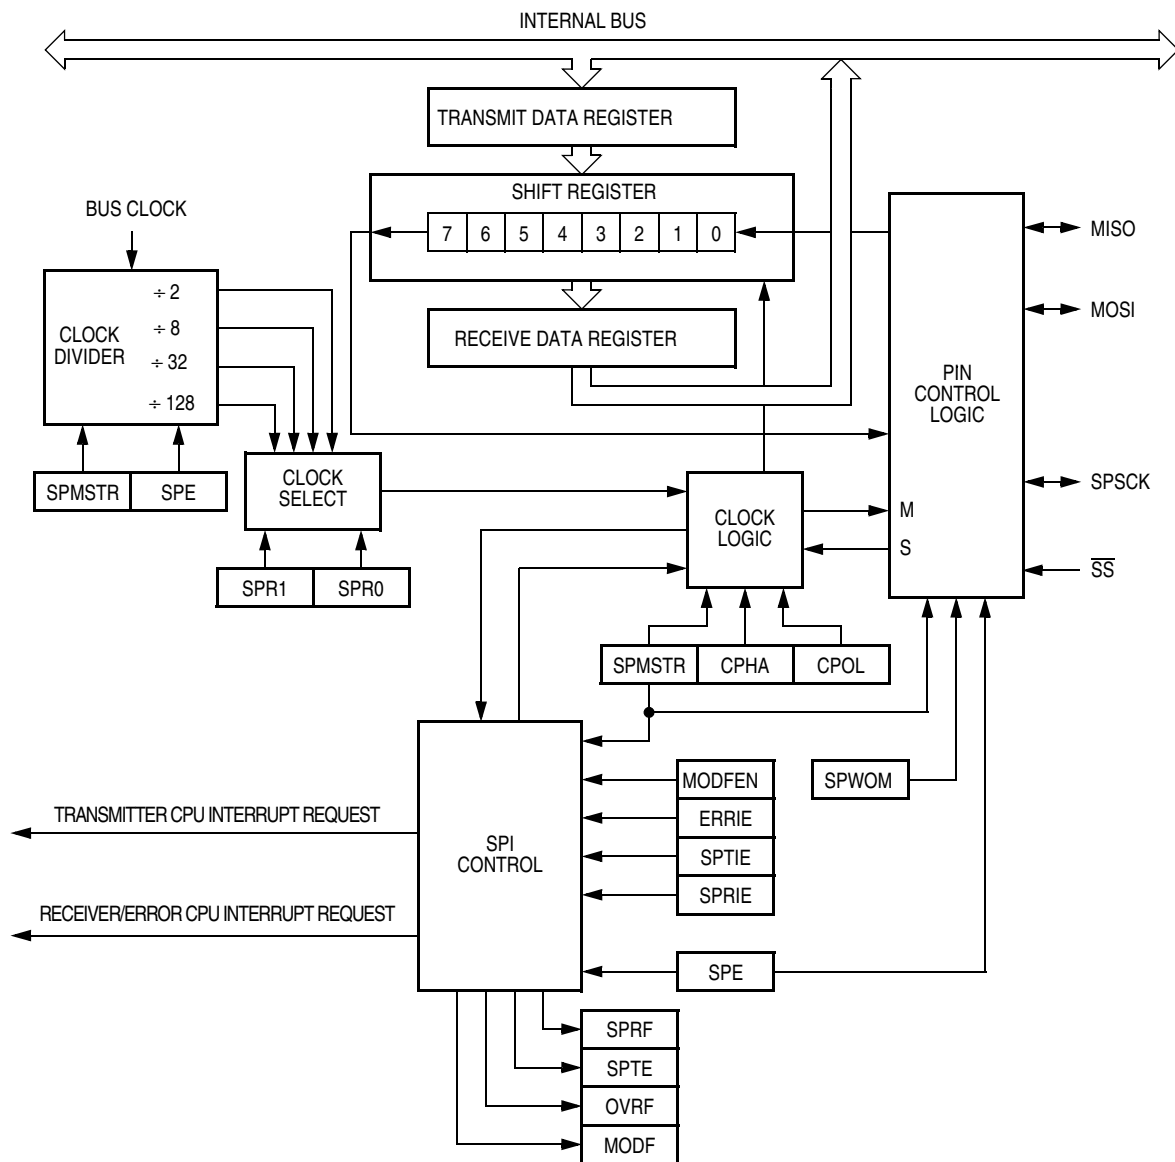 INTERNAL BUS
TRANSMIT DATA REGISTER
SHIFT REGISTER
7 6 5 4 3 2 1 0
RECEIVE DATA REGISTER
BUS CLOCK
CLOCK
DIVIDER
÷ 2
÷ 8
÷ 32
÷ 128
SPMSTR SPE
CLOCK
SELECT
SPR1 SPR0
CLOCK
LOGIC
SPMSTR CPHA CPOL
PIN
CONTROL
LOGIC
M
S
MISO
MOSI
SPSCK
S̅S̅
SPI
CONTROL
MODFEN
ERRIE
SPTIE
SPRIE
SPE
SPWOM
TRANSMITTER CPU INTERRUPT REQUEST
RECEIVER/ERROR CPU INTERRUPT REQUEST
SPRF
SPTE
OVRF
MODF